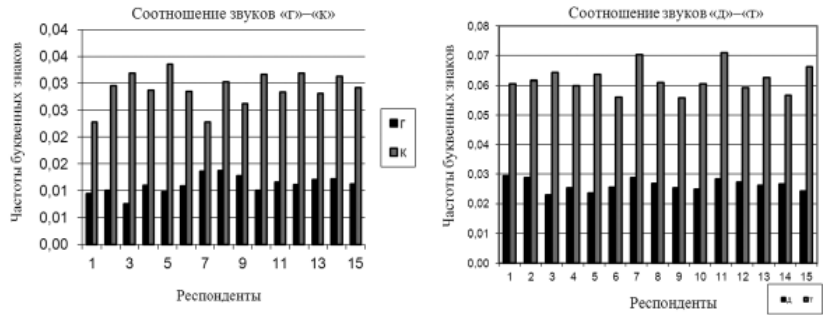 Соотношение звуков «г»–«к»
Частоты буквенных знаков
0,04
0,04
0,03
0,03
0,02
0,02
0,01
0,01
0,00
1 3 5 7 9 11 13 15
Респонденты
Г
К
Соотношение звуков «д»–«т»
Частоты буквенных знаков
0,08
0,07
0,06
0,05
0,04
0,03
0,02
0,01
0,00
1 2 3 4 5 6 7 8 9 10 11 12 13 14 15
Респонденты
д т